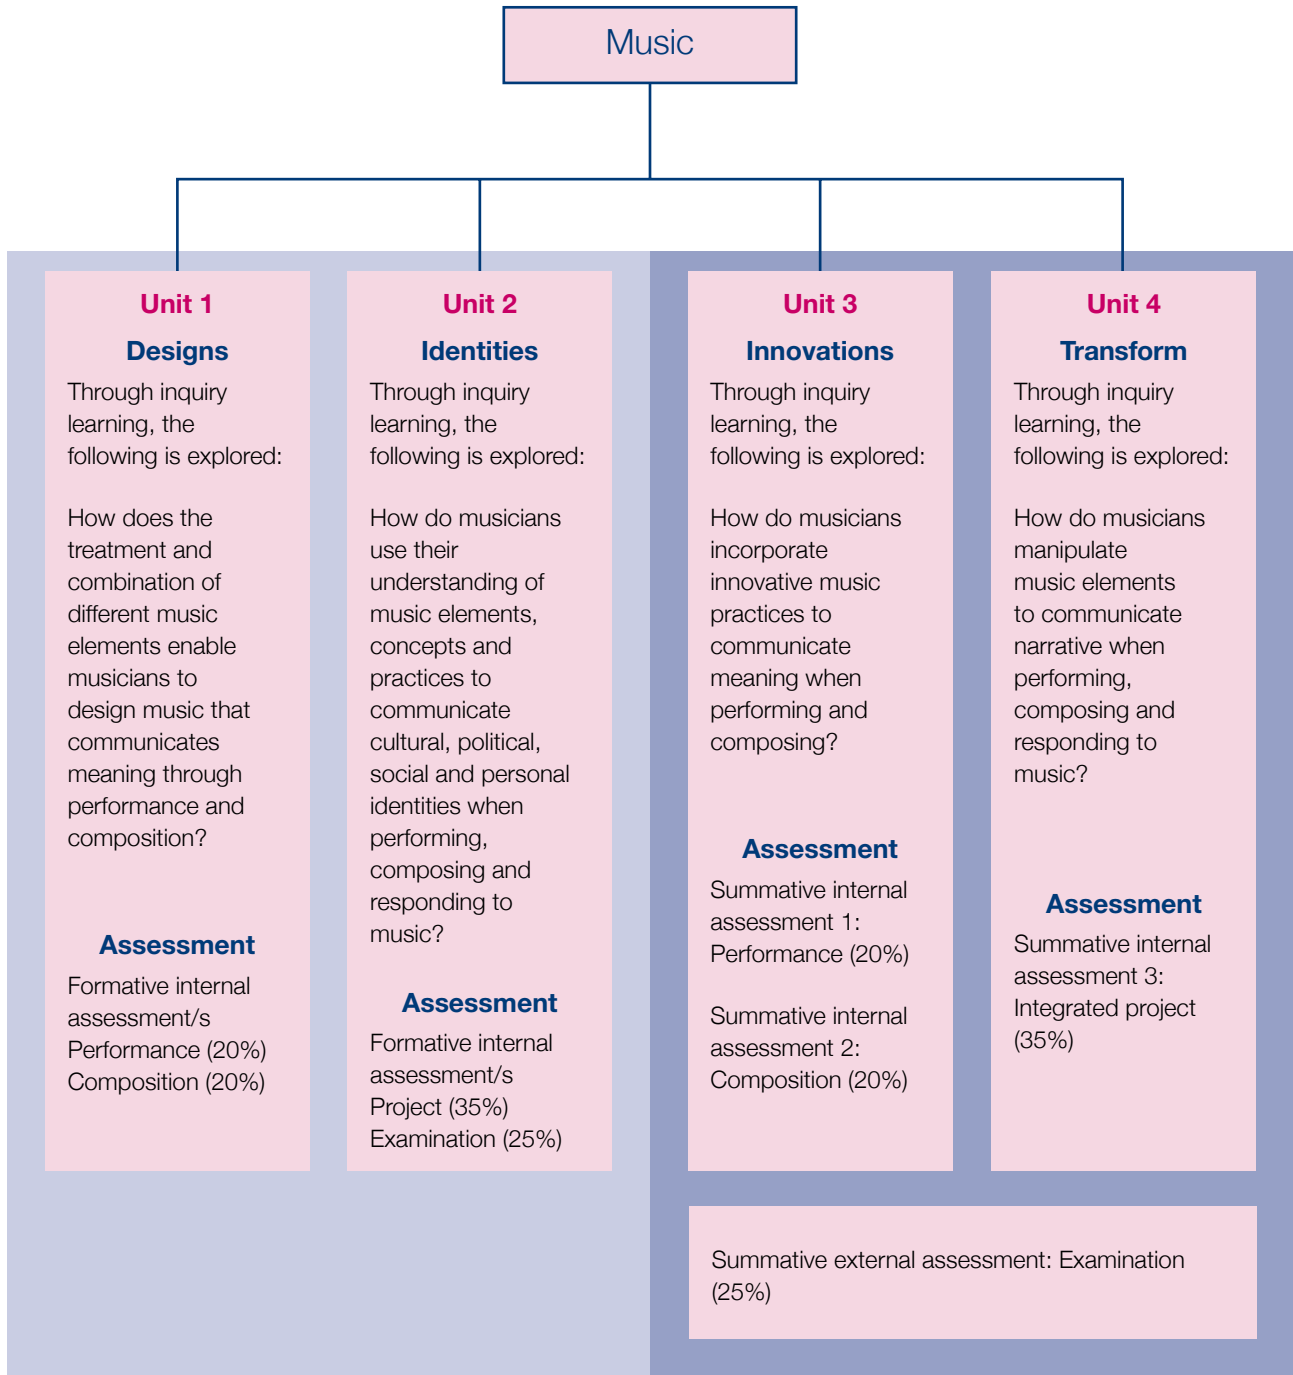 Music
Unit 1
Designs
Through inquiry
learning, the
following is explored:
How does the
treatment and
combination of
different music
elements enable
musicians to
design music that
communicates
meaning through
performance and
composition?
Assessment
Formative internal
assessment/s
Performance (20%)
Composition (20%)
Unit 2
Identities
Through inquiry
learning, the
following is explored:
How do musicians
use their
understanding of
music elements,
concepts and
practices to
communicate
cultural, political,
social and personal
identities when
performing,
composing and
responding to
music?
Assessment
Formative internal
assessment/s
Project (35%)
Examination (25%)
Unit 3
Innovations
Through inquiry
learning, the
following is explored:
How do musicians
incorporate
innovative music
practices to
communicate
meaning when
performing and
composing?
Assessment
Summative internal
assessment 1:
Performance (20%)
Summative internal
assessment 2:
Composition (20%)
Unit 4
Transform
Through inquiry
learning, the
following is explored:
How do musicians
manipulate
music elements
to communicate
narrative when
performing,
composing and
responding to
music?
Assessment
Summative internal
assessment 3:
Integrated project
(35%)
Summative external assessment: Examination
(25%)